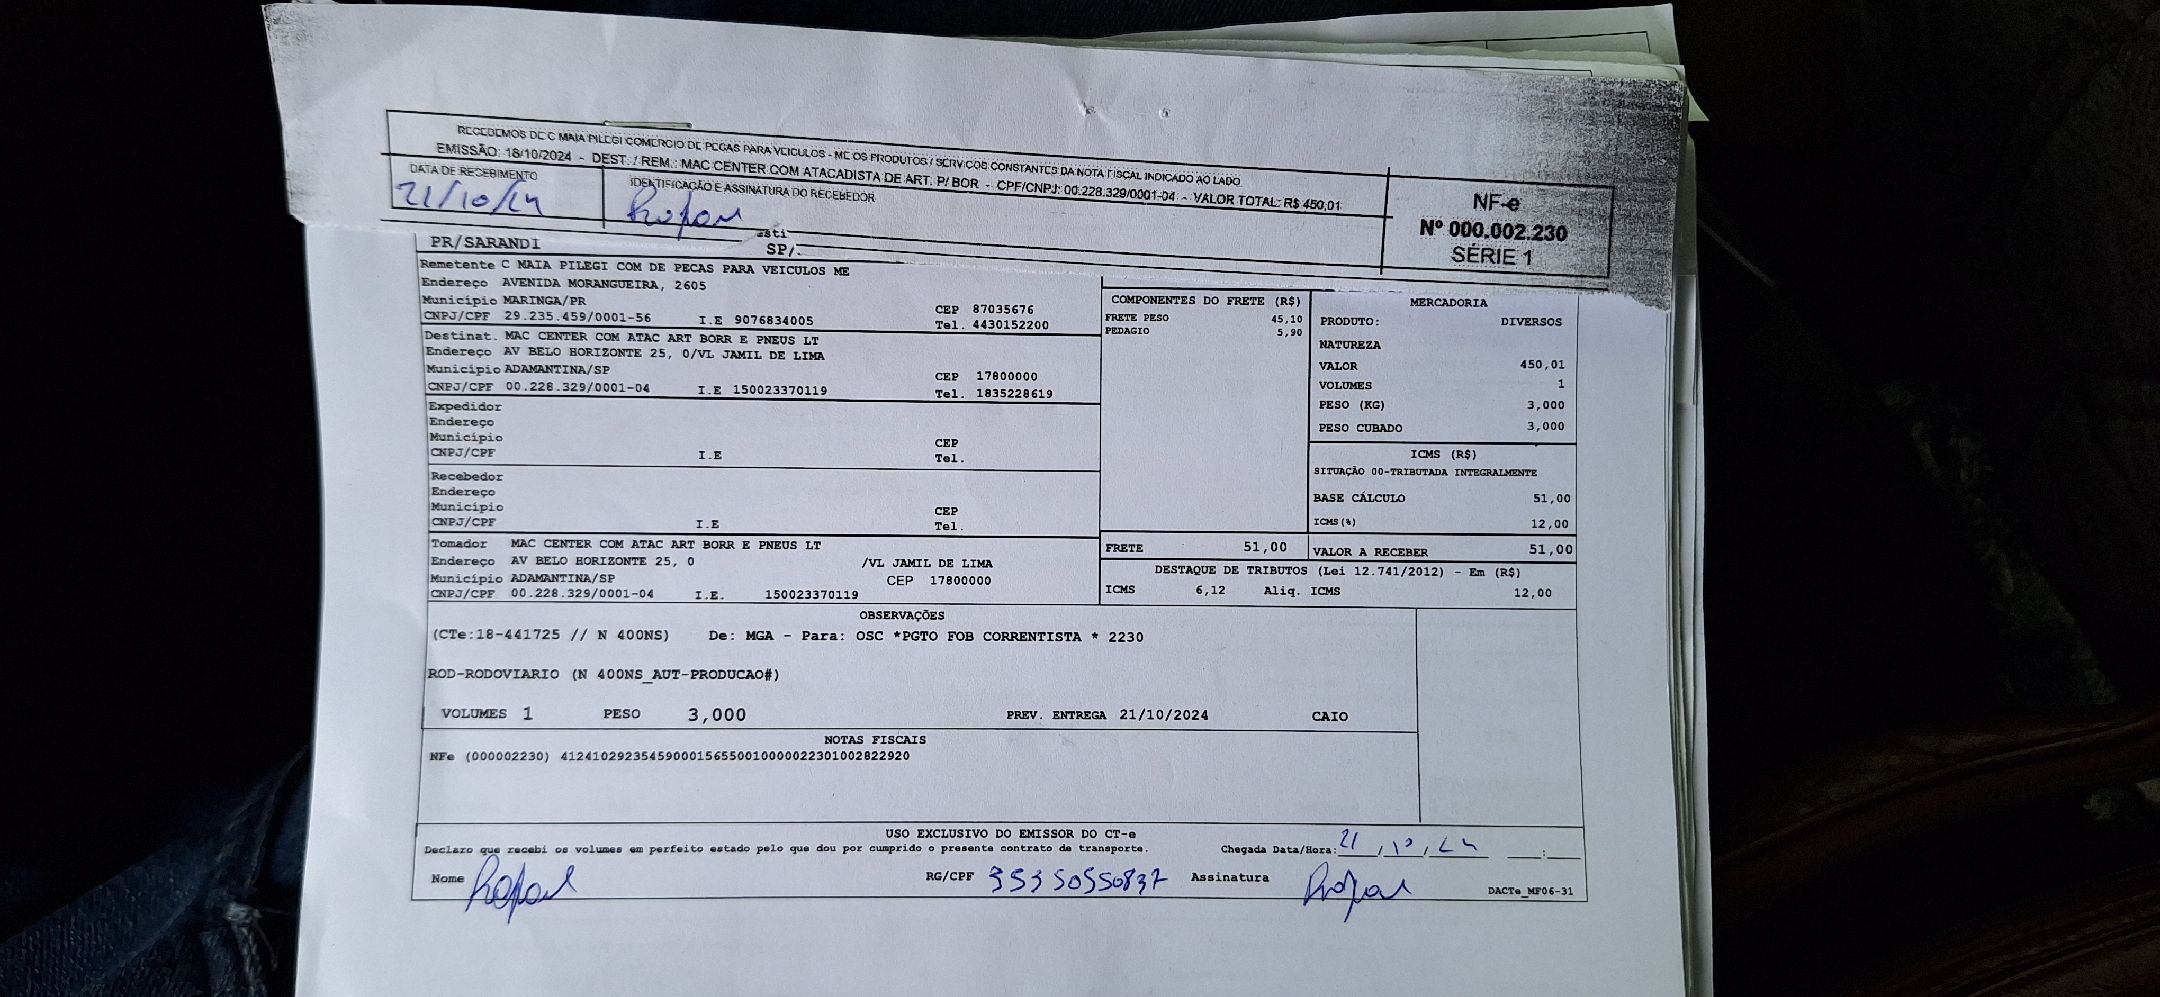 RECEBEMOS DE C MAIA PILEGI COMERCIO DE PECAS PARA VEICULOS - ME OS PRODUTOS / SERVICOS CONSTANTES DA NOTA FISCAL INDICADO AO LADO
EMISSÃO: 18/10/2024 - DEST. / REM.: MAC CENTER COM ATACADISTA DE ART. P/ BOR - CPF/CNPJ: 00.228.329/0001-04 - VALOR TOTAL: R$ 450,01
DATA DE RECEBIMENTO IDENTIFICAÇÃO E ASSINATURA DO RECEBEDOR
21/10/24 Rafael
NF-e
Nº 000.002.230
SÉRIE 1
PR/SARANDI SP/
Remetente C MAIA PILEGI COM DE PECAS PARA VEICULOS ME
Endereço AVENIDA MORANGUEIRA, 2605
Município MARINGA/PR CEP 87035676
CNPJ/CPF 29.235.459/0001-56 I.E 9076834005 Tel. 4430152200
Destinat. MAC CENTER COM ATAC ART BORR E PNEUS LT
Endereço AV BELO HORIZONTE 25, 0/VL JAMIL DE LIMA
Município ADAMANTINA/SP CEP 17800000
CNPJ/CPF 00.228.329/0001-04 I.E 150023370119 Tel. 1835228619
Expedidor
Endereço
Município CEP
CNPJ/CPF I.E Tel.
Recebedor
Endereço
Município CEP
CNPJ/CPF I.E Tel.
Tomador MAC CENTER COM ATAC ART BORR E PNEUS LT
Endereço AV BELO HORIZONTE 25, 0 /VL JAMIL DE LIMA
Município ADAMANTINA/SP CEP 17800000
CNPJ/CPF 00.228.329/0001-04 I.E. 150023370119
COMPONENTES DO FRETE (R$)
FRETE PESO 45,10
PEDAGIO 5,90
MERCADORIA
PRODUTO: DIVERSOS
NATUREZA
VALOR 450,01
VOLUMES 1
PESO (KG) 3,000
PESO CUBADO 3,000
ICMS (R$)
SITUAÇÃO 00-TRIBUTADA INTEGRALMENTE
BASE CÁLCULO 51,00
ICMS(%) 12,00
FRETE 51,00 VALOR A RECEBER 51,00
DESTAQUE DE TRIBUTOS (Lei 12.741/2012) - Em (R$)
ICMS 6,12 Aliq. ICMS 12,00
OBSERVAÇÕES
(CTe:18-441725 // N 400NS) De: MGA - Para: OSC *PGTO FOB CORRENTISTA * 2230
ROD-RODOVIARIO (N 400NS_AUT-PRODUCAO#)
VOLUMES 1 PESO 3,000 PREV. ENTREGA 21/10/2024 CAIO
NOTAS FISCAIS
NFe (000002230) 41241029235459000156550010000022301002822920
USO EXCLUSIVO DO EMISSOR DO CT-e
Declaro que recebi os volumes em perfeito estado pelo que dou por cumprido o presente contrato de transporte. Chegada Data/Hora: 21/10/24 __:__
Nome Rafael RG/CPF 35350550837 Assinatura Rafael DACTe_MF06-31